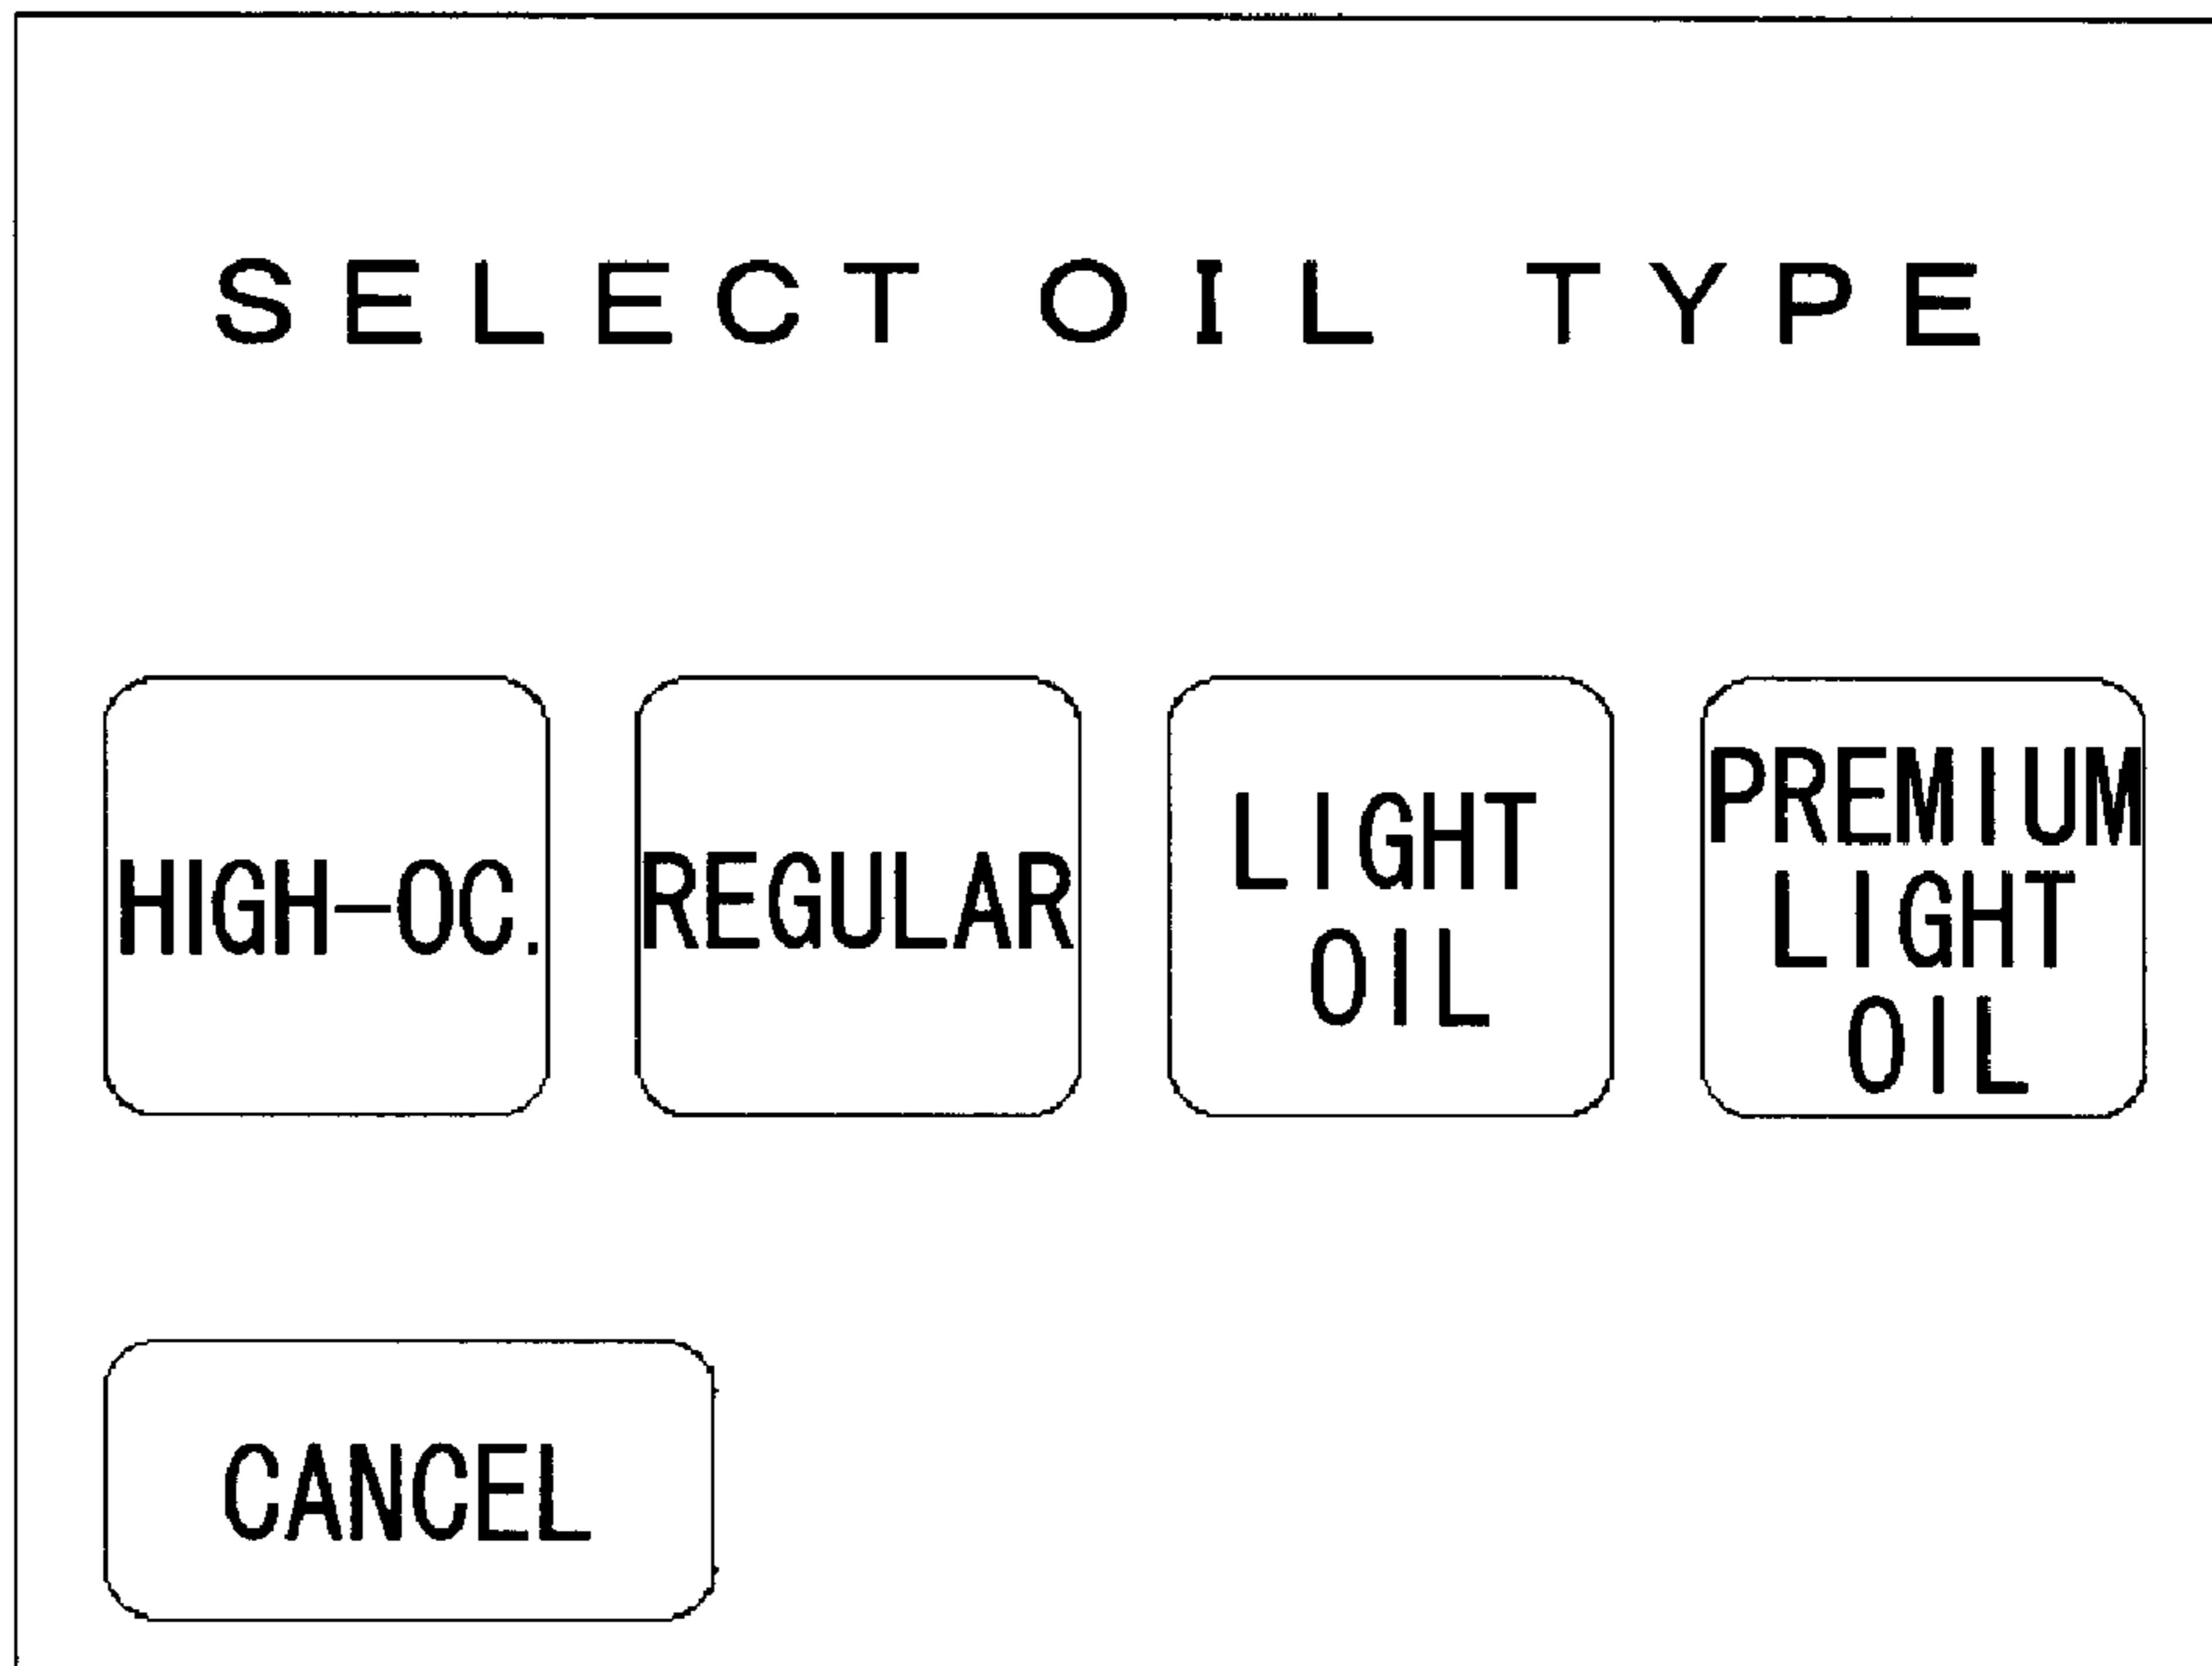 SELECT OIL TYPE
HIGH-OC.
REGULAR
LIGHT
OIL
PREMIUM
LIGHT
OIL
CANCEL